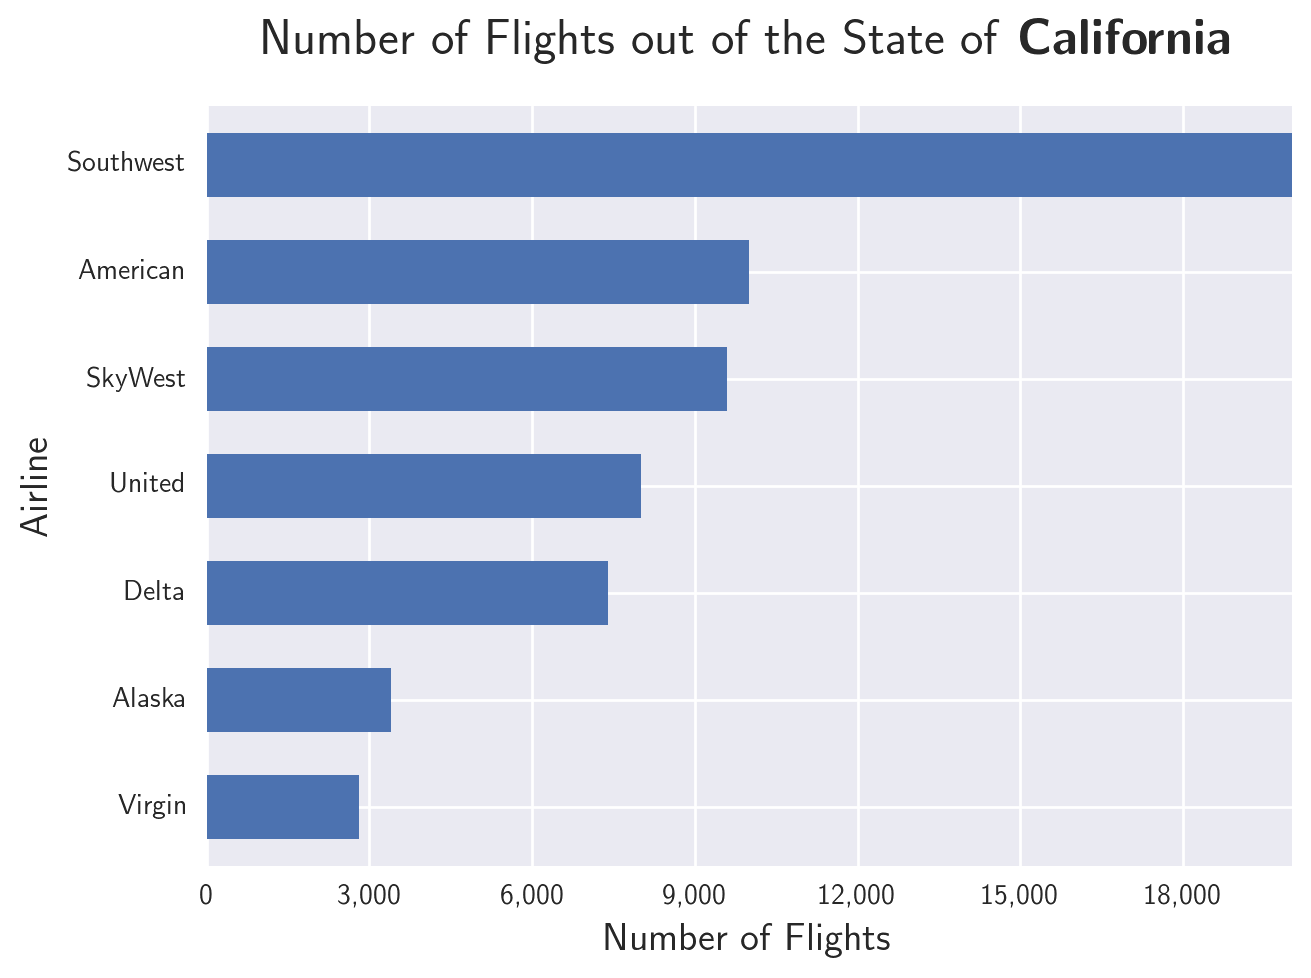 Number of Flights out of the State of California
Southwest
American
SkyWest
United
Delta
Alaska
Virgin
Airline
0 3,000 6,000 9,000 12,000 15,000 18,000
Number of Flights